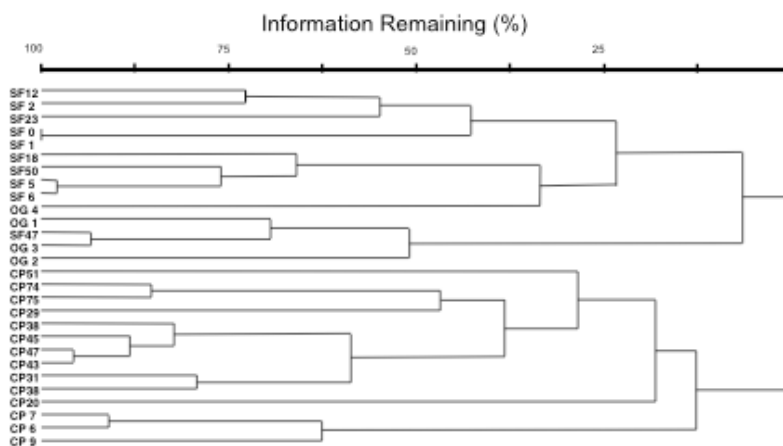 Information Remaining (%)
100 75 50 25
SF12
SF 2
SF23
SF 0
SF 1
SF18
SF50
SF 5
SF 6
OG 4
OG 1
SF47
OG 3
OG 2
CP51
CP74
CP75
CP29
CP38
CP45
CP47
CP43
CP31
CP38
CP20
CP 7
CP 6
CP 9